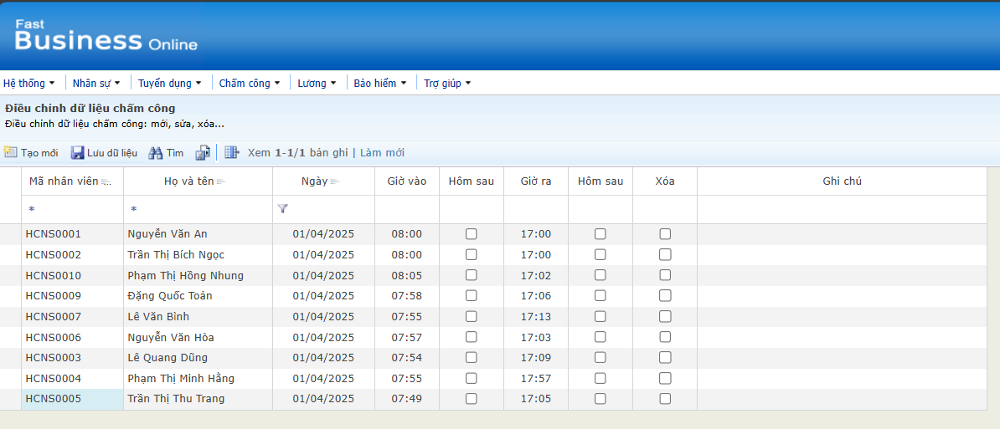 Fast
Business Online
Hệ thống Nhân sự Tuyển dụng Chấm công Lương Bảo hiểm Trợ giúp
Điều chỉnh dữ liệu chấm công
Điều chỉnh dữ liệu chấm công: mới, sửa, xóa...
Tạo mới Lưu dữ liệu Tìm Xem 1-1/1 bản ghi | Làm mới
Mã nhân viên... Họ và tên Ngày Giờ vào Hôm sau Giờ ra Hôm sau Xóa Ghi chú
* *
HCNS0001 Nguyễn Văn An 01/04/2025 08:00 17:00
HCNS0002 Trần Thị Bích Ngọc 01/04/2025 08:00 17:00
HCNS0010 Phạm Thị Hồng Nhung 01/04/2025 08:05 17:02
HCNS0009 Đặng Quốc Toản 01/04/2025 07:58 17:06
HCNS0007 Lê Văn Bình 01/04/2025 07:55 17:13
HCNS0006 Nguyễn Văn Hòa 01/04/2025 07:57 17:03
HCNS0003 Lê Quang Dũng 01/04/2025 07:54 17:09
HCNS0004 Phạm Thị Minh Hằng 01/04/2025 07:55 17:57
HCNS0005 Trần Thị Thu Trang 01/04/2025 07:49 17:05